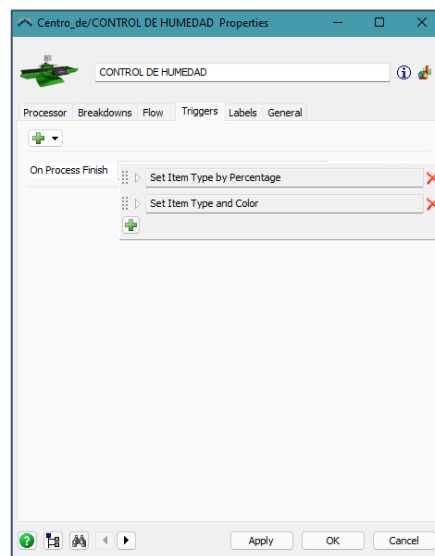 Centro_de/CONTROL DE HUMEDAD Properties
CONTROL DE HUMEDAD
Processor Breakdowns Flow Triggers Labels General
On Process Finish
Set Item Type by Percentage
Set Item Type and Color
Apply OK Cancel